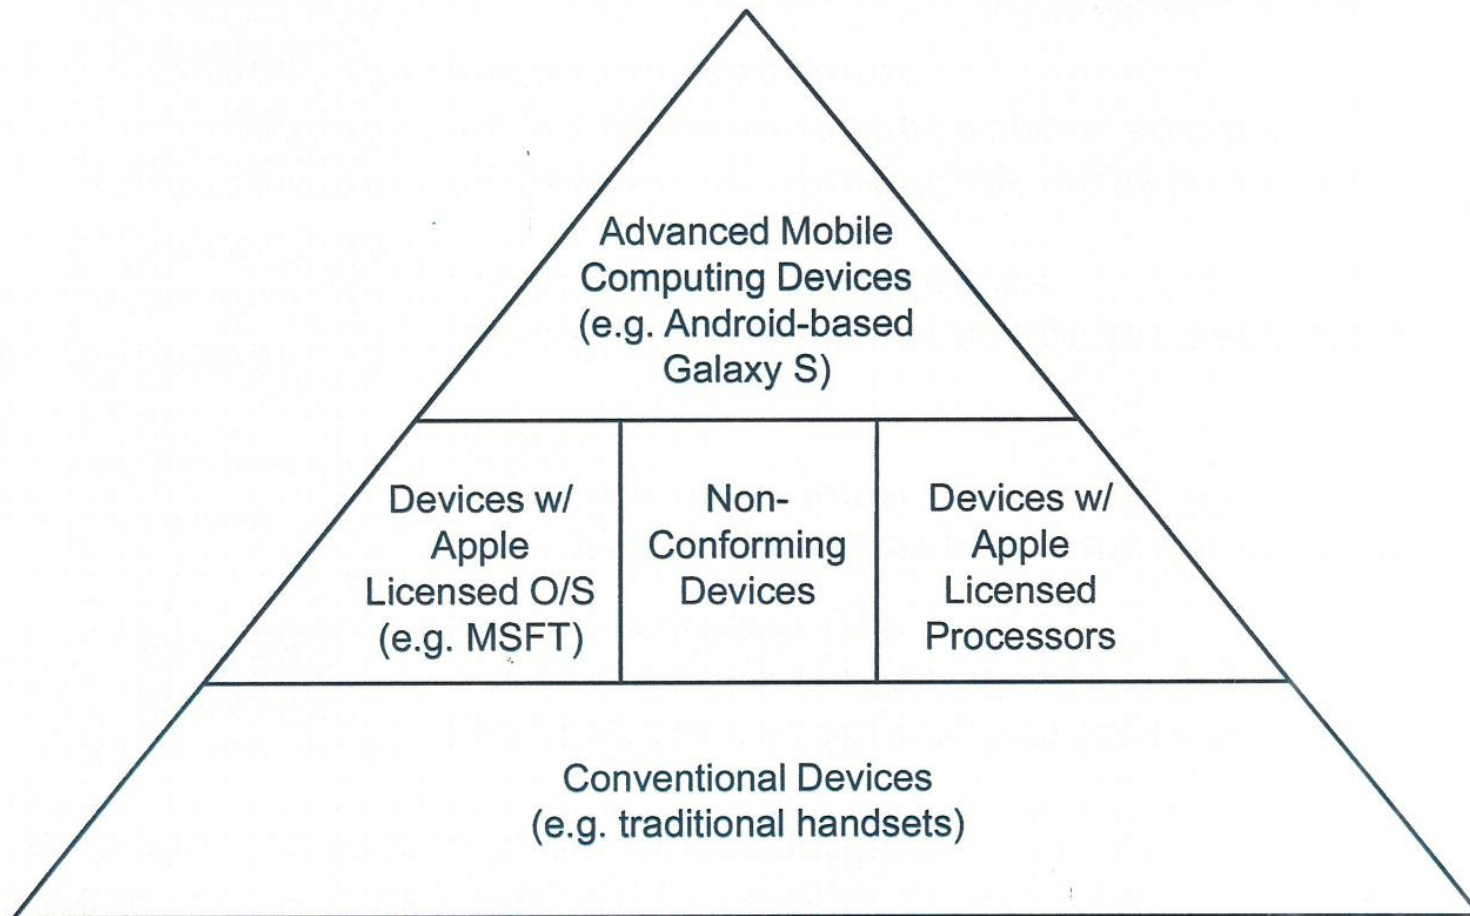 Advanced Mobile
Computing Devices
(e.g. Android-based
Galaxy S)
Devices w/
Apple
Licensed O/S
(e.g. MSFT)
Non-
Conforming
Devices
Devices w/
Apple
Licensed
Processors
Conventional Devices
(e.g. traditional handsets)